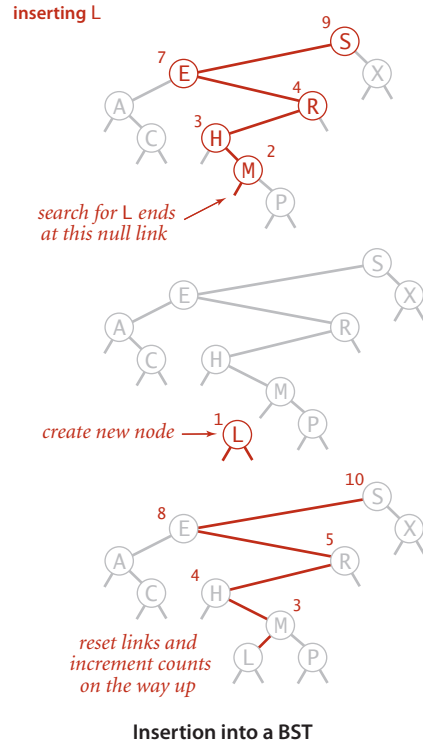 inserting L
9
S
7
E
X
4
A
R
3
C
H
2
M
P
search for L ends
at this null link
S
E
X
A
R
C
H
M
P
1
create new node
L
10
S
8
E
X
5
A
R
4
C
H
3
M
reset links and
L
P
increment counts
on the way up
Insertion into a BST